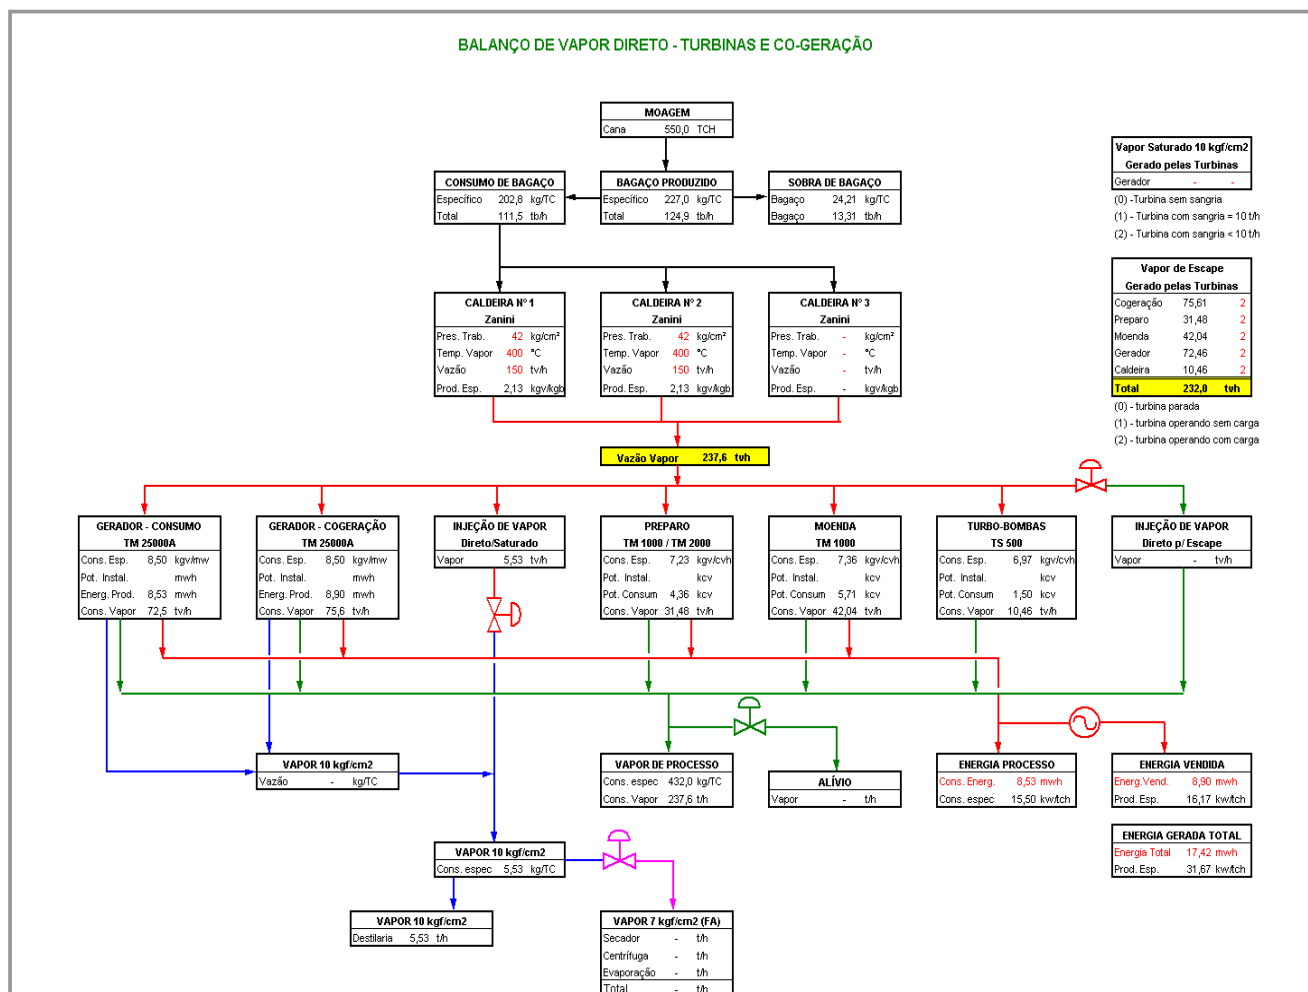 BALANÇO DE VAPOR DIRETO - TURBINAS E CO-GERAÇÃO
MOAGEM
Cana 550,0 TCH
CONSUMO DE BAGAÇO
Específico 202,8 kg/TC
Total 111,5 tb/h
BAGAÇO PRODUZIDO
Específico 227,0 kg/TC
Total 124,9 tb/h
SOBRA DE BAGAÇO
Bagaço 24,21 kg/TC
Bagaço 13,31 tb/h
Vapor Saturado 10 kgf/cm2
Gerado pelas Turbinas
Gerador - -
(0) -Turbina sem sangria
(1) - Turbina com sangria = 10 t/h
(2) - Turbina com sangria < 10 t/h
Vapor de Escape
Gerado pelas Turbinas
Cogeração 75,61 2
Preparo 31,48 2
Moenda 42,04 2
Gerador 72,46 2
Caldeira 10,46 2
Total 232,0 tvh
(0) - turbina parada
(1) - turbina operando sem carga
(2) - turbina operando com carga
CALDEIRA Nº 1
Zanini
Pres. Trab. 42 kg/cm²
Temp. Vapor 400 °C
Vazão 150 tv/h
Prod. Esp. 2,13 kgv/kgb
CALDEIRA Nº 2
Zanini
Pres. Trab. 42 kg/cm²
Temp. Vapor 400 °C
Vazão 150 tv/h
Prod. Esp. 2,13 kgv/kgb
CALDEIRA Nº 3
Zanini
Pres. Trab. - kg/cm²
Temp. Vapor - °C
Vazão - tv/h
Prod. Esp. - kgv/kgb
Vazão Vapor 237,6 tvh
GERADOR - CONSUMO
TM 25000A
Cons. Esp. 8,50 kgv/mw
Pot. Instal. mwh
Energ. Prod. 8,53 mwh
Cons. Vapor 72,5 tv/h
GERADOR - COGERAÇÃO
TM 25000A
Cons. Esp. 8,50 kgv/mw
Pot. Instal. mwh
Energ. Prod. 8,90 mwh
Cons. Vapor 75,6 tv/h
INJEÇÃO DE VAPOR
Direto/Saturado
Vapor 5,53 tv/h
PREPARO
TM 1000 / TM 2000
Cons. Esp. 7,23 kgv/cvh
Pot. Instal. kcv
Pot. Consum 4,36 kcv
Cons. Vapor 31,48 tv/h
MOENDA
TM 1000
Cons. Esp. 7,36 kgv/cvh
Pot. Instal. kcv
Pot. Consum 5,71 kcv
Cons. Vapor 42,04 tv/h
TURBO-BOMBAS
TS 500
Cons. Esp. 6,97 kgv/cvh
Pot. Instal. kcv
Pot. Consum 1,50 kcv
Cons. Vapor 10,46 tv/h
INJEÇÃO DE VAPOR
Direto p/ Escape
Vapor - tv/h
VAPOR 10 kgf/cm2
Vazão - kg/TC
VAPOR DE PROCESSO
Cons. espec 432,0 kg/TC
Cons. Vapor 237,6 t/h
ALÍVIO
Vapor - t/h
ENERGIA PROCESSO
Cons. Energ. 8,53 mwh
Cons. espec 15,50 kw/tch
ENERGIA VENDIDA
Energ.Vend. 8,90 mwh
Prod. Esp. 16,17 kw/tch
ENERGIA GERADA TOTAL
Energia Total 17,42 mwh
Prod. Esp. 31,67 kw/tch
VAPOR 10 kgf/cm2
Cons. espec 5,53 kg/TC
VAPOR 10 kgf/cm2
Destilaria 5,53 t/h
VAPOR 7 kgf/cm2 (FA)
Secador - t/h
Centrífuga - t/h
Evaporação - t/h
Total - t/h